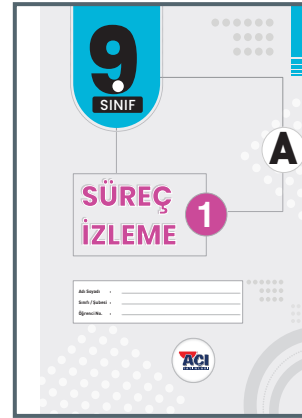 9.
SINIF
A
SÜREÇ
İZLEME
1
Adı Soyadı :
Sınıfı / Şubesi :
Öğrenci No. :
AÇI